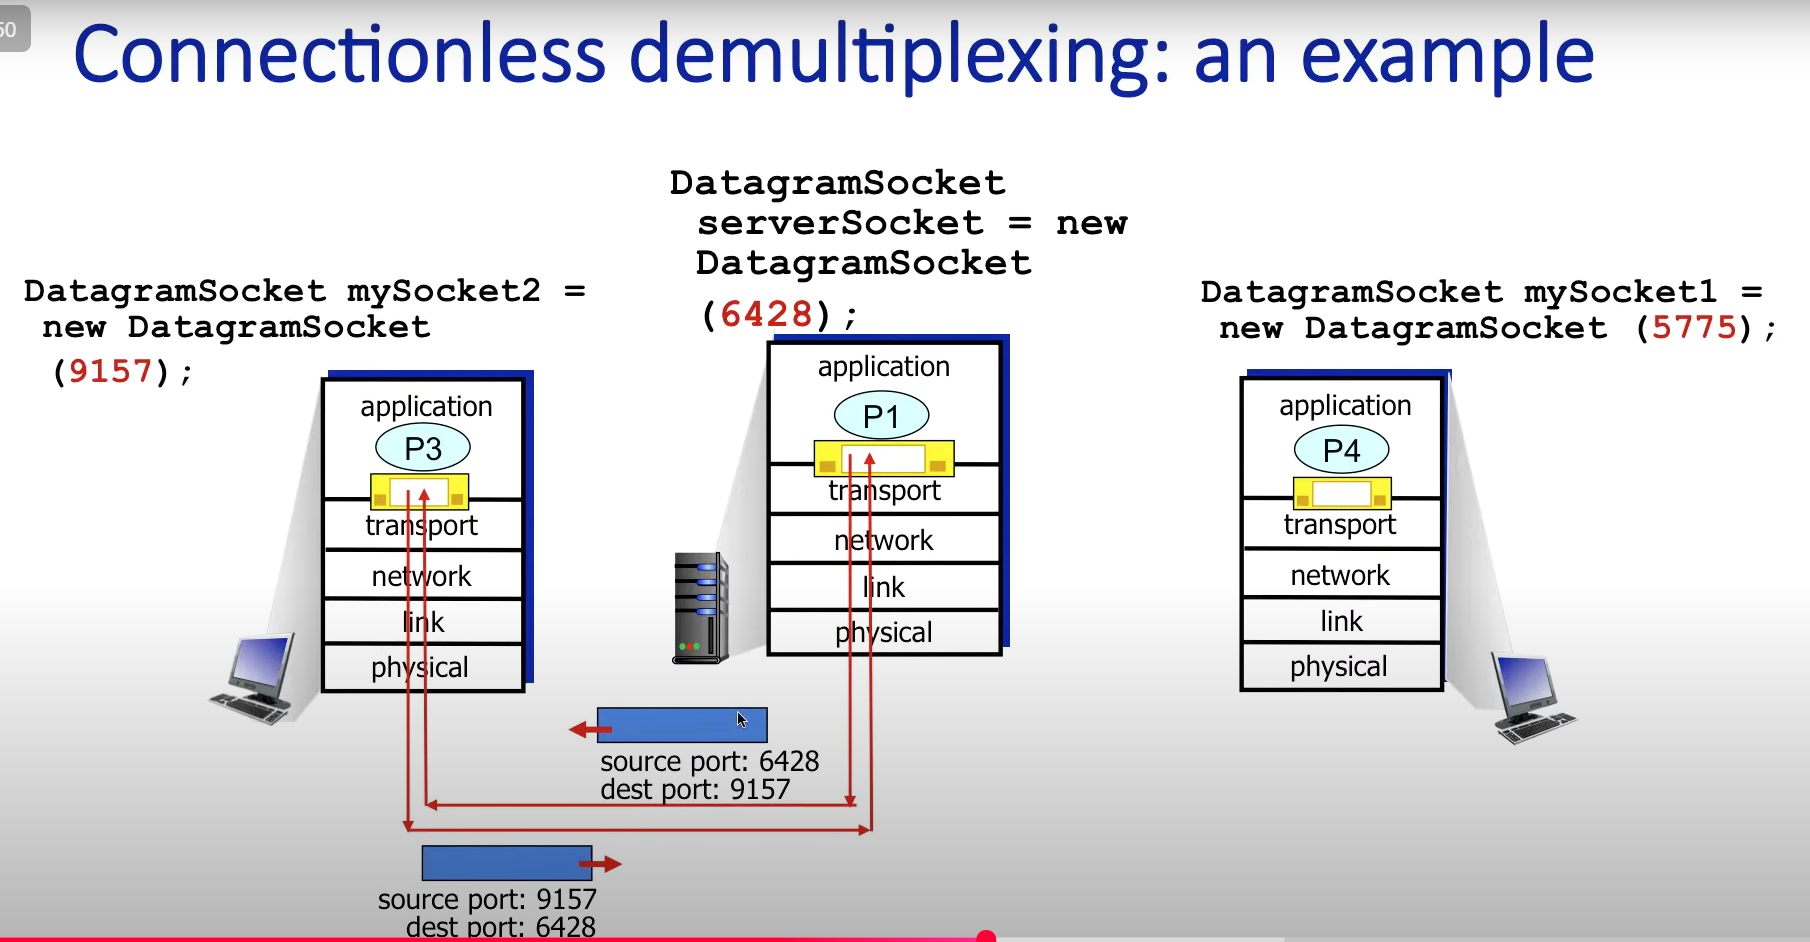 50
Connectionless demultiplexing: an example
DatagramSocket
serverSocket = new
DatagramSocket
(6428);
DatagramSocket mySocket2 =
new DatagramSocket
(9157);
DatagramSocket mySocket1 =
new DatagramSocket (5775);
application
P3
transport
network
link
physical
application
P1
transport
network
link
physical
application
P4
transport
network
link
physical
source port: 6428
dest port: 9157
source port: 9157
dest port: 6428